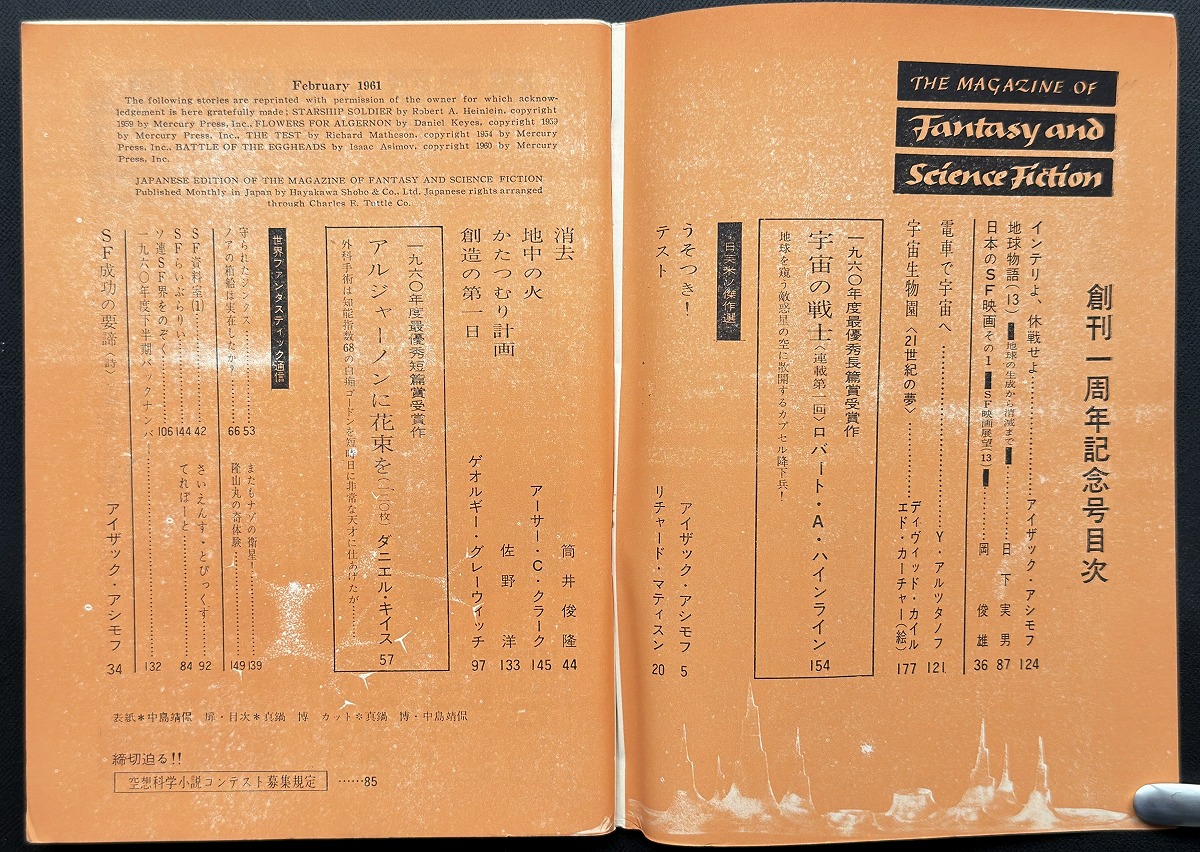 THE MAGAZINE OF
Fantasy and
Science Fiction
創刊一周年記念号目次
インテリよ、休戦せよ………アイザック・アシモフ 124
地球物語(13) 地球の生成から消滅まで………日下実男 87
日本のSF映画その1 SF映画展望(13)………岡俊雄 36
電車で宇宙へ………Y・アルツタノフ 121
宇宙生物園〈21世紀の夢〉………ディヴィッド・カイル
エド・カーチャー(絵) 177
一九六〇年度最優秀長篇賞受賞作
宇宙の戦士〈連載第一回〉ロバート・A・ハインライン 154
地球を窺う敵惑星の空に散開するカプセル降下兵!
日英米ソ傑作選
うそつき! アイザック・アシモフ 5
テスト リチャード・マティスン 20
February 1961
The following stories are reprinted with permission of the owner for which acknow-
ledgement is here gratefully made; STARSHIP SOLDIER by Robert A. Heinlein, copyright
1959 by Mercury Press, Inc., FLOWERS FOR ALGERNON by Daniel Keyes, copyright 1959
by Mercury Press, Inc., THE TEST by Richard Matheson, copyright 1954 by Mercury
Press, Inc., BATTLE OF THE EGGHEADS by Isaac Asimov, copyright 1960 by Mercury
Press, Inc.
JAPANESE EDITION OF THE MAGAZINE OF FANTASY AND SCIENCE FICTION
Published Monthly in Japan by Hayakawa Shobo & Co., Ltd. Japanese rights arranged
through Charles E. Tuttle Co.
消去 筒井俊隆 44
地中の火 アーサー・C・クラーク 145
かたつむり計画 佐野洋 133
創造の第一日 ゲオルギー・グレーウィッチ 97
一九六〇年度最優秀短篇賞受賞作
アルジャーノンに花束を(一二〇枚) ダニエル・キイス 57
外科手術は知能指数68の白痴ゴードンを短時日に非常な天才に仕あげたが……
世界ファンタスティック通信
守られたジンクス………53
またもナゾの衛星!………139
ノアの箱船は実在したか?………66
隆山丸の奇体験………149
SF資料室(1)………42
さいえんす・とぴっくす………92
SFらいぶらりい………144
てれぽーと………84
ソ連SF界をのぞく………106
一九六〇年度下半期バックナンバー………132
SF成功の要諦(詩) アイザック・アシモフ 34
表紙*中島靖侃 扉・目次*真鍋 博 カット*真鍋 博・中島靖侃
締切迫る!!
空想科学小説コンテスト募集規定 ……85